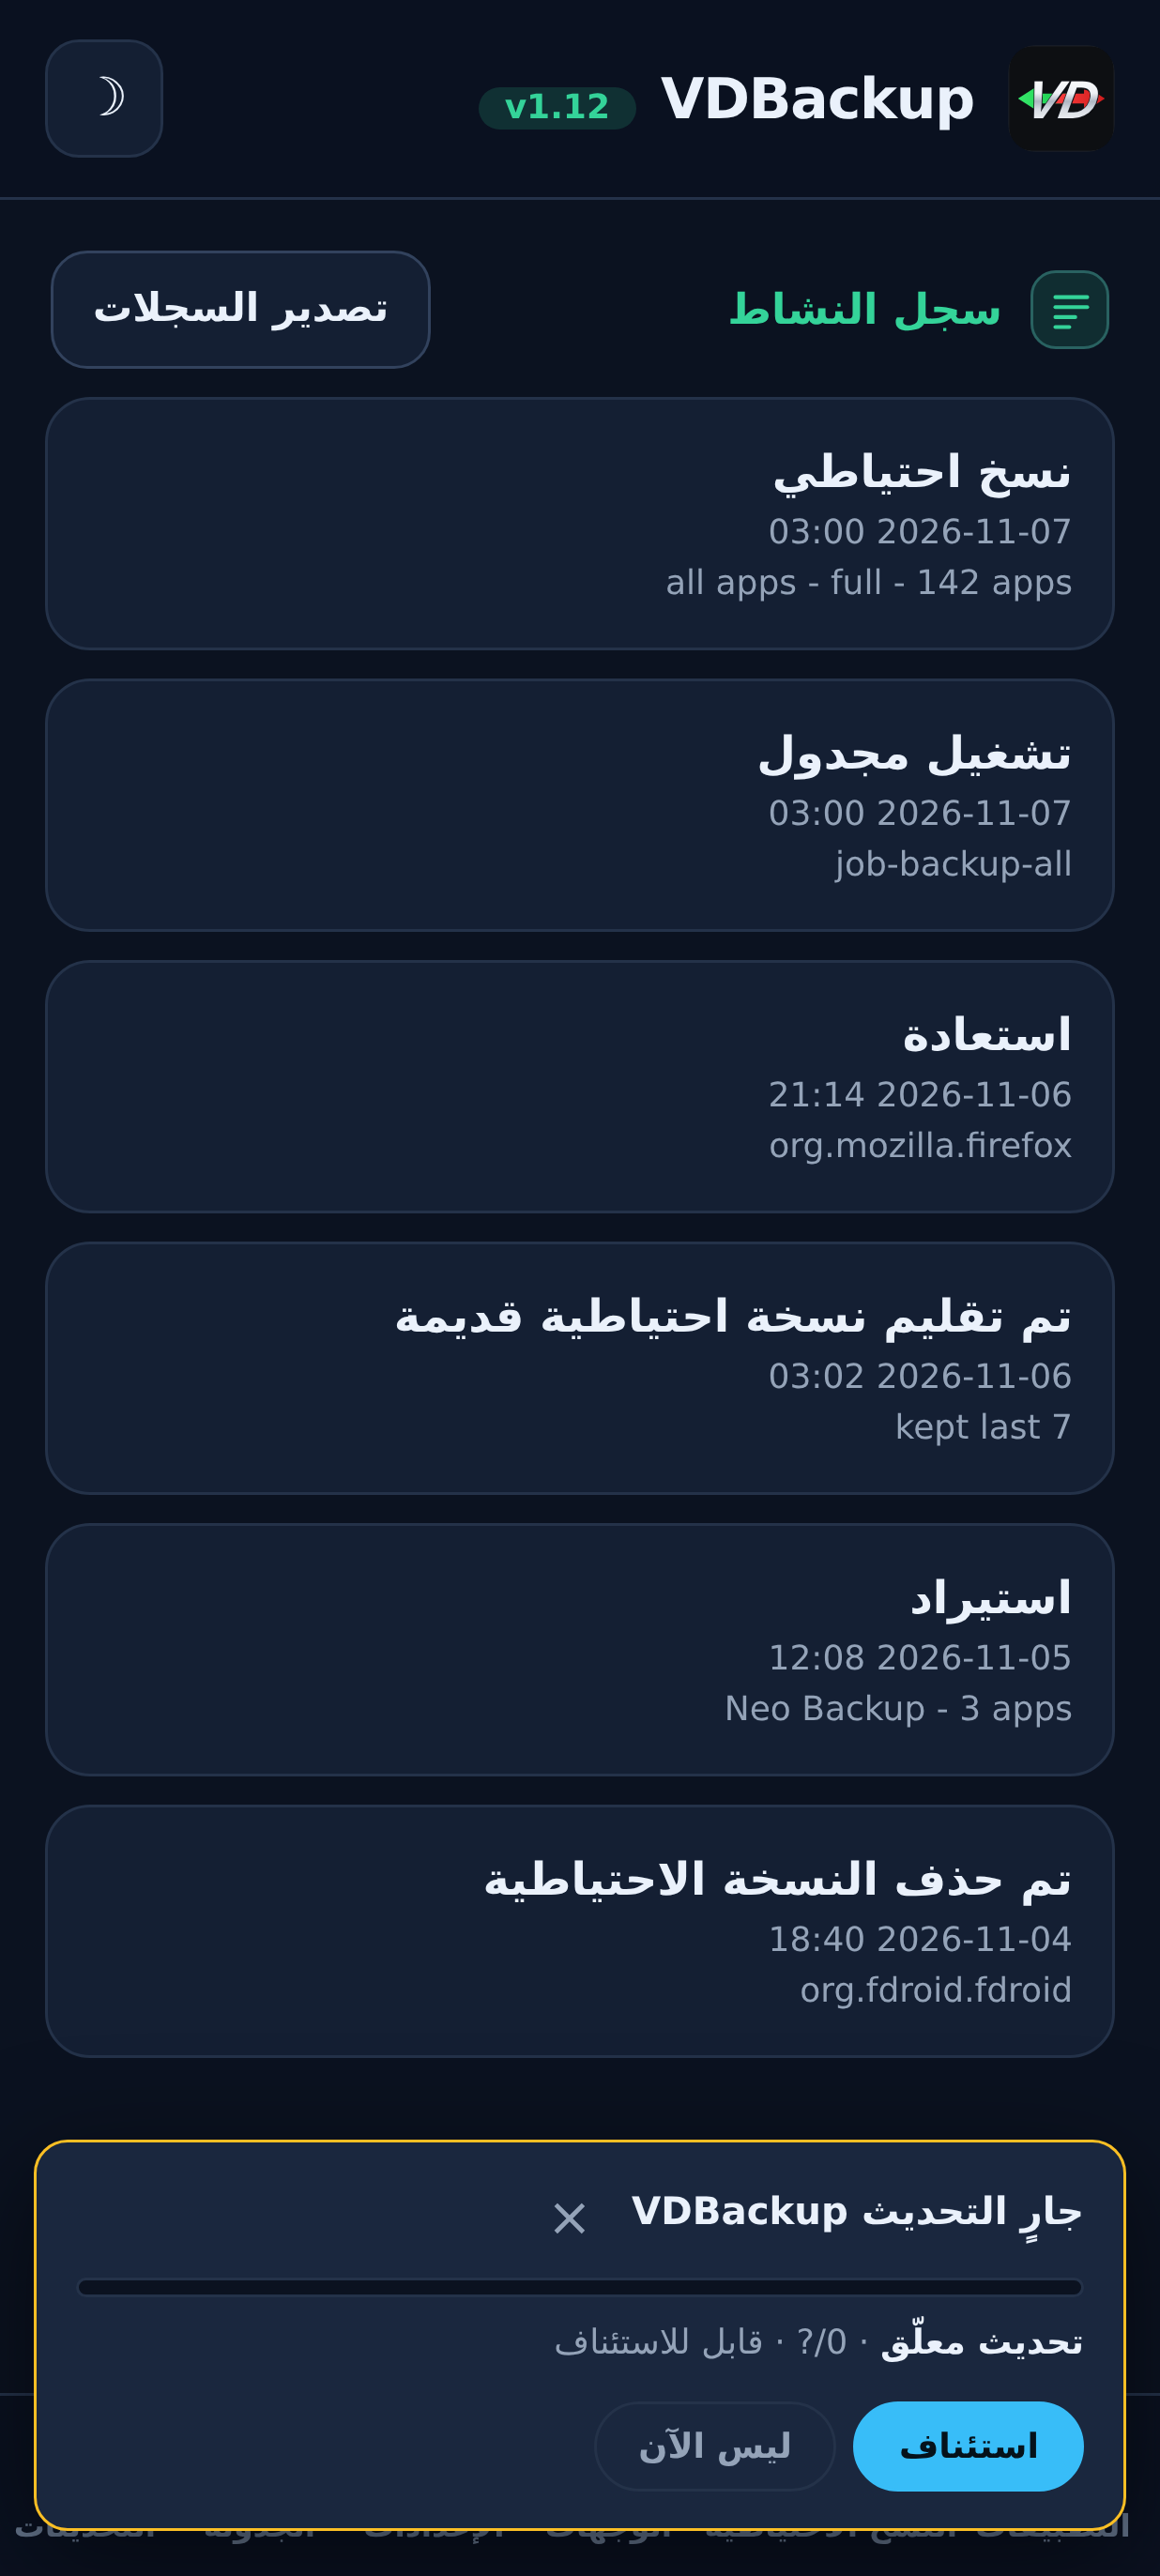 VD
VDBackup v1.12
سجل النشاط
تصدير السجلات
نسخ احتياطي
2026-11-07 03:00
all apps - full - 142 apps
تشغيل مجدول
2026-11-07 03:00
job-backup-all
استعادة
2026-11-06 21:14
org.mozilla.firefox
تم تقليم نسخة احتياطية قديمة
2026-11-06 03:02
kept last 7
استيراد
2026-11-05 12:08
Neo Backup - 3 apps
تم حذف النسخة الاحتياطية
2026-11-04 18:40
org.fdroid.fdroid
جارٍ التحديث VDBackup ×
تحديث معلّق · 0/? · قابل للاستئناف
استئناف
ليس الآن